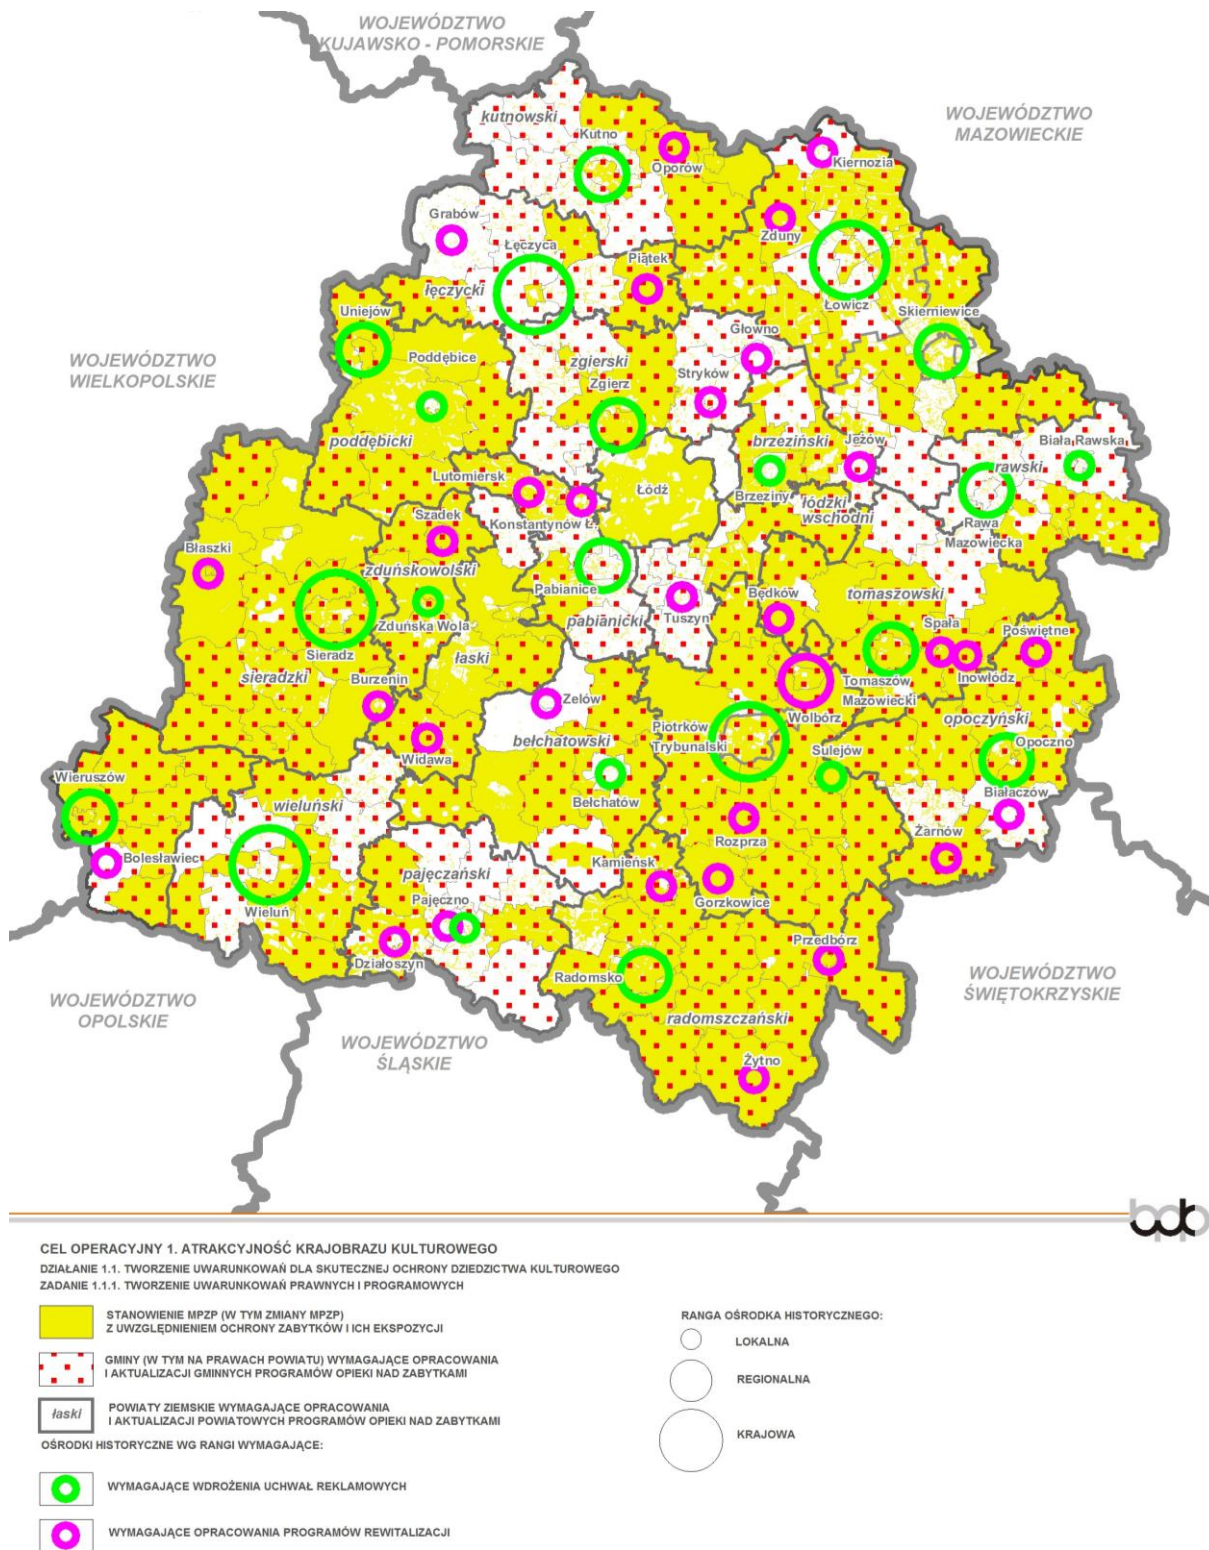 WOJEWÓDZTWO
KUJAWSKO - POMORSKIE
WOJEWÓDZTWO
MAZOWIECKIE
kutnowski
Kutno
Oporów
Kiernozia
Grabów
Zduny
Łęczyca
Piątek
łęczycki
Łowicz
Uniejów
Skierniewice
WOJEWÓDZTWO
WIELKOPOLSKIE
Poddębice
zgierski
Głowno
Zgierz
Stryków
poddębicki
brzeziński
Jeżów
Biała Rawska
rawski
Lutomiersk
Łódź
Brzeziny
łódzki
wschodni
Szadek
Konstantynów Ł.
Rawa
Mazowiecka
Błaszki
zduńskowolski
Pabianice
Tuszyn
Będków
tomaszowski
Zduńska Wola
pabianicki
Spała
Poświętne
Sieradz
łaski
Inowłódz
sieradzki
Burzenin
Zelów
Tomaszów
Mazowiecki
Wolbórz
opoczyński
Widawa
bełchatowski
Piotrków
Trybunalski
Sulejów
Opoczno
Wieruszów
Bełchatów
Białaczów
wieluński
Rozprza
Żarnów
Bolesławiec
pajęczański
Kamieńsk
Gorzkowice
Wieluń
Pajęczno
Działoszyn
Przedbórz
Radomsko
WOJEWÓDZTWO
ŚWIĘTOKRZYSKIE
WOJEWÓDZTWO
OPOLSKIE
radomszczański
WOJEWÓDZTWO
ŚLĄSKIE
Żytno
bpp
CEL OPERACYJNY 1. ATRAKCYJNOŚĆ KRAJOBRAZU KULTUROWEGO
DZIAŁANIE 1.1. TWORZENIE UWARUNKOWAŃ DLA SKUTECZNEJ OCHRONY DZIEDZICTWA KULTUROWEGO
ZADANIE 1.1.1. TWORZENIE UWARUNKOWAŃ PRAWNYCH I PROGRAMOWYCH
STANOWIENIE MPZP (W TYM ZMIANY MPZP)
Z UWZGLĘDNIENIEM OCHRONY ZABYTKÓW I ICH EKSPOZYCJI
GMINY (W TYM NA PRAWACH POWIATU) WYMAGAJĄCE OPRACOWANIA
I AKTUALIZACJI GMINNYCH PROGRAMÓW OPIEKI NAD ZABYTKAMI
łaski
POWIATY ZIEMSKIE WYMAGAJĄCE OPRACOWANIA
I AKTUALIZACJI POWIATOWYCH PROGRAMÓW OPIEKI NAD ZABYTKAMI
OŚRODKI HISTORYCZNE WG RANGI WYMAGAJĄCE:
WYMAGAJĄCE WDROŻENIA UCHWAŁ REKLAMOWYCH
WYMAGAJĄCE OPRACOWANIA PROGRAMÓW REWITALIZACJI
RANGA OŚRODKA HISTORYCZNEGO:
LOKALNA
REGIONALNA
KRAJOWA